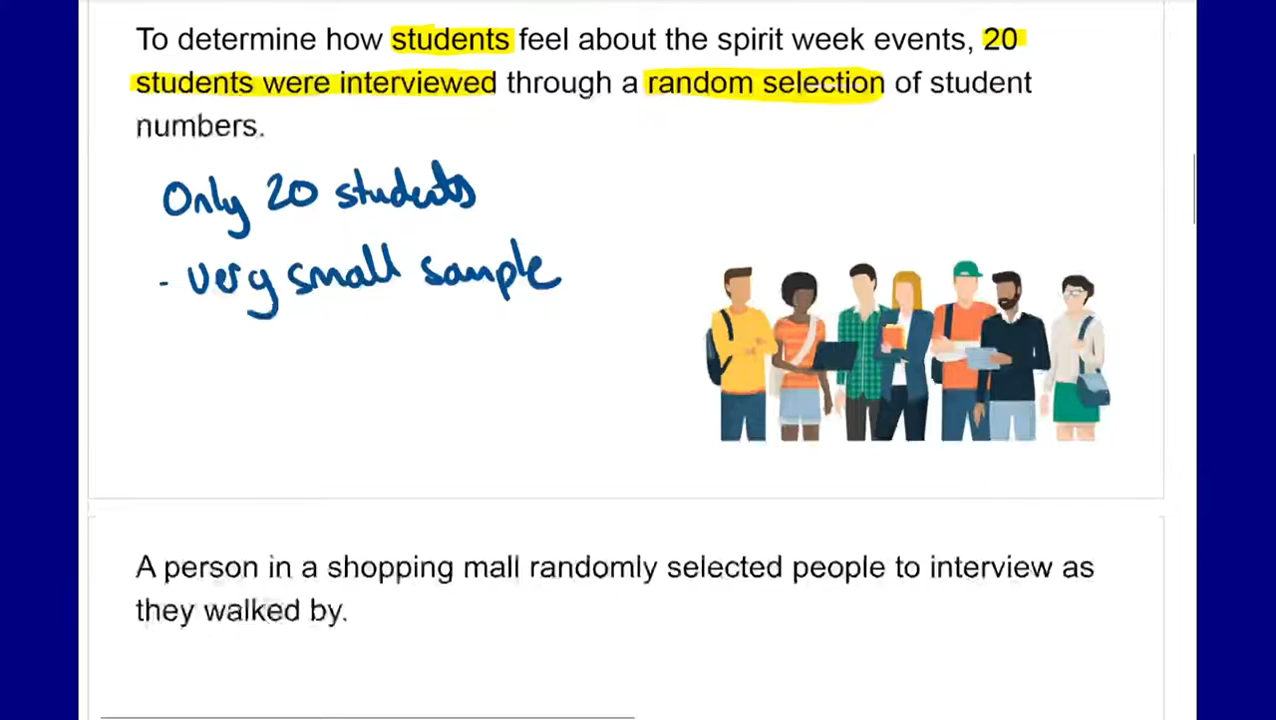 To determine how students feel about the spirit week events, 20
students were interviewed through a random selection of student
numbers.
Only 20 students
- very small sample
A person in a shopping mall randomly selected people to interview as
they walked by.